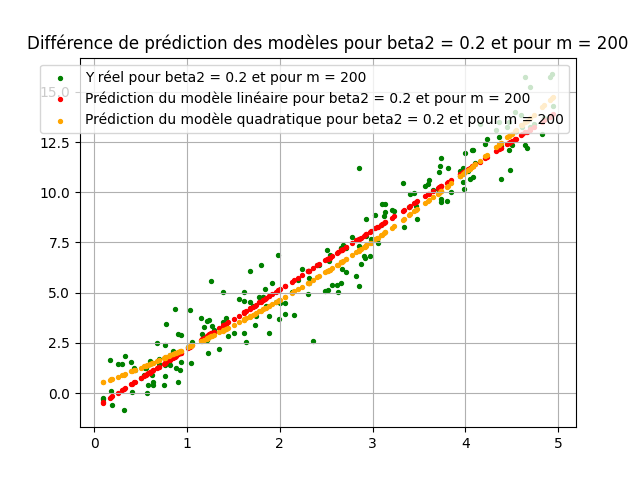 Différence de prédiction des modèles pour beta2 = 0.2 et pour m = 200
Y réel pour beta2 = 0.2 et pour m = 200
Prédiction du modèle linéaire pour beta2 = 0.2 et pour m = 200
Prédiction du modèle quadratique pour beta2 = 0.2 et pour m = 200
15.0
12.5
10.0
7.5
5.0
2.5
0.0
0 1 2 3 4 5